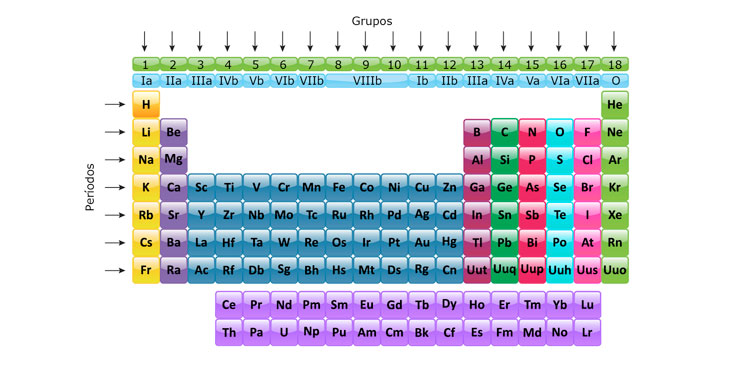 Grupos
1 2 3 4 5 6 7 8 9 10 11 12 13 14 15 16 17 18
Ia IIa IIIa IVb Vb VIb VIIb VIIIb Ib IIb IIIa IVa Va VIa VIIa O
Períodos
H He
Li Be B C N O F Ne
Na Mg Al Si P S Cl Ar
K Ca Sc Ti V Cr Mn Fe Co Ni Cu Zn Ga Ge As Se Br Kr
Rb Sr Y Zr Nb Mo Tc Ru Rh Pd Ag Cd In Sn Sb Te I Xe
Cs Ba La Hf Ta W Re Os Ir Pt Au Hg Tl Pb Bi Po At Rn
Fr Ra Ac Rf Db Sg Bh Hs Mt Ds Rg Cn Uut Uuq Uup Uuh Uus Uuo
Ce Pr Nd Pm Sm Eu Gd Tb Dy Ho Er Tm Yb Lu
Th Pa U Np Pu Am Cm Bk Cf Es Fm Md No Lr